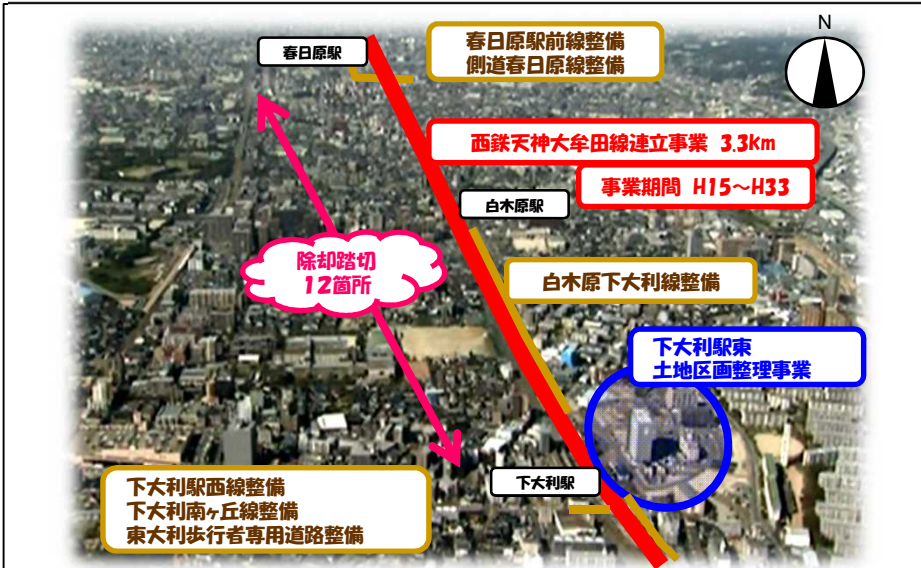 春日原駅
春日原駅前線整備
側道春日原線整備
N
西鉄天神大牟田線連立事業 3.3km
事業期間 H15～H33
白木原駅
除却踏切
12箇所
白木原下大利線整備
下大利駅東
土地区画整理事業
下大利駅
下大利駅西線整備
下大利南ヶ丘線整備
東大利歩行者専用道路整備